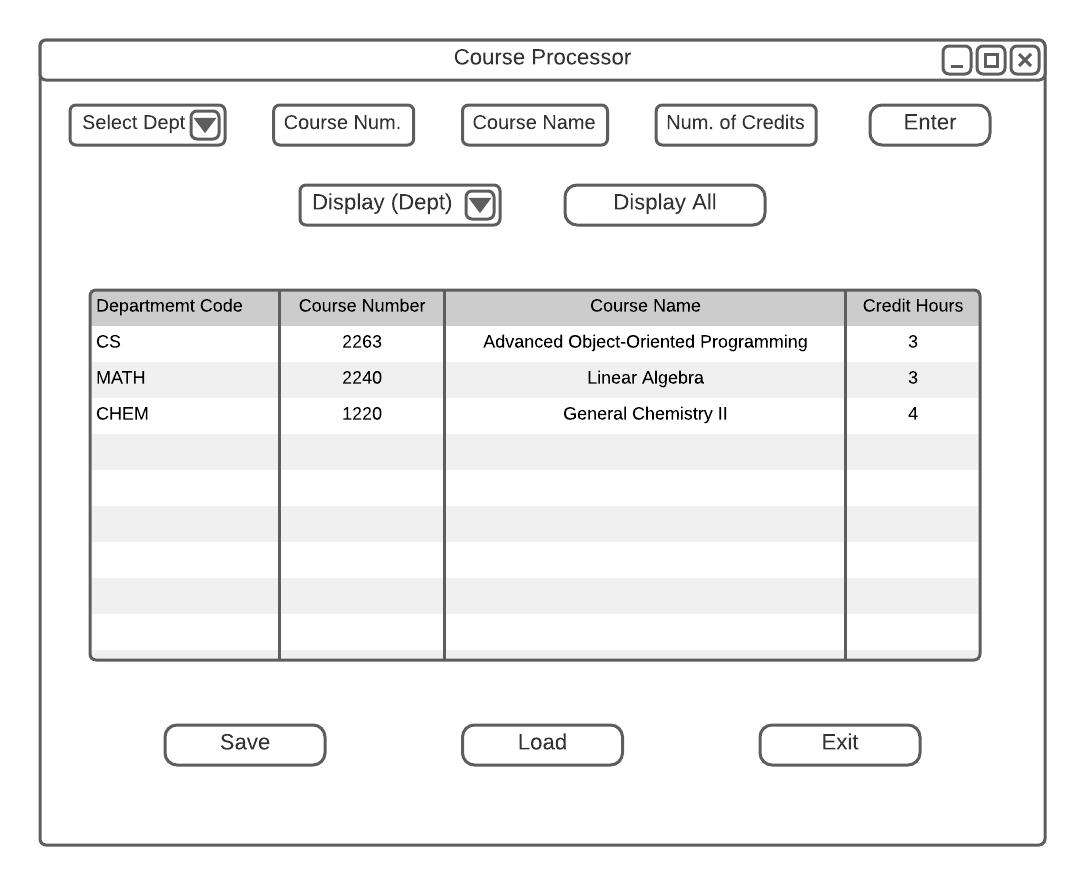 Course Processor
Select Dept Course Num. Course Name Num. of Credits Enter
Display (Dept) Display All
Departmemt Code Course Number Course Name Credit Hours
CS 2263 Advanced Object-Oriented Programming 3
MATH 2240 Linear Algebra 3
CHEM 1220 General Chemistry II 4
Save Load Exit